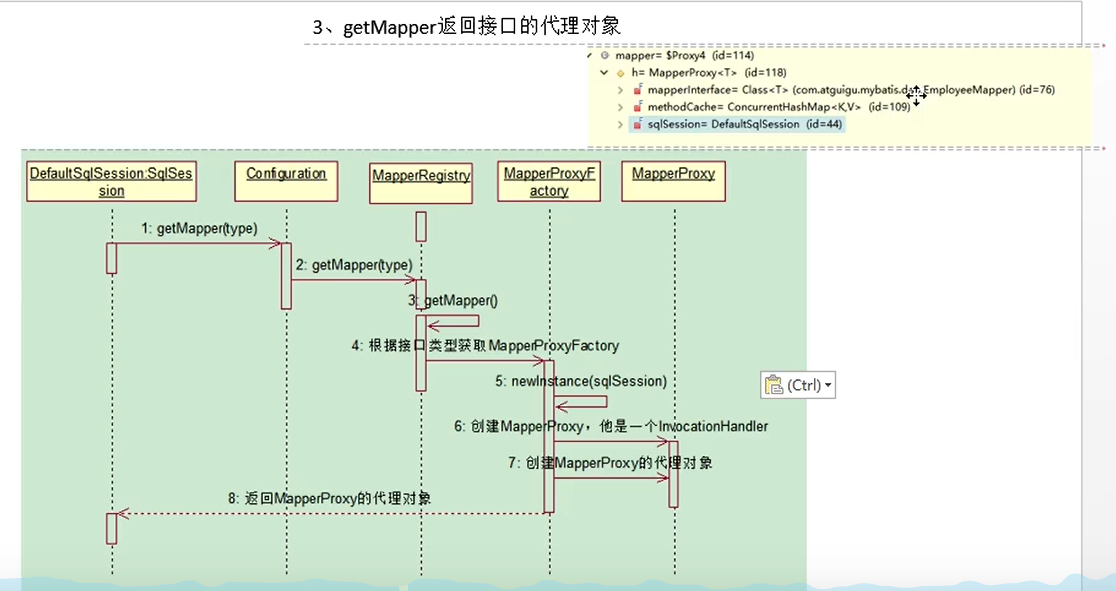 3、getMapper返回接口的代理对象
mapper= $Proxy4 (id=114)
h= MapperProxy<T> (id=118)
mapperInterface= Class<T> (com.atguigu.mybatis.dao.EmployeeMapper) (id=76)
methodCache= ConcurrentHashMap<K,V> (id=109)
sqlSession= DefaultSqlSession (id=44)
DefaultSqlSession:SqlSes
sion
Configuration
MapperRegistry
MapperProxyF
actory
MapperProxy
1: getMapper(type)
2: getMapper(type)
3: getMapper()
4: 根据接口类型获取MapperProxyFactory
5: newInstance(sqlSession)
(Ctrl)
6: 创建MapperProxy，他是一个InvocationHandler
7: 创建MapperProxy的代理对象
8: 返回MapperProxy的代理对象